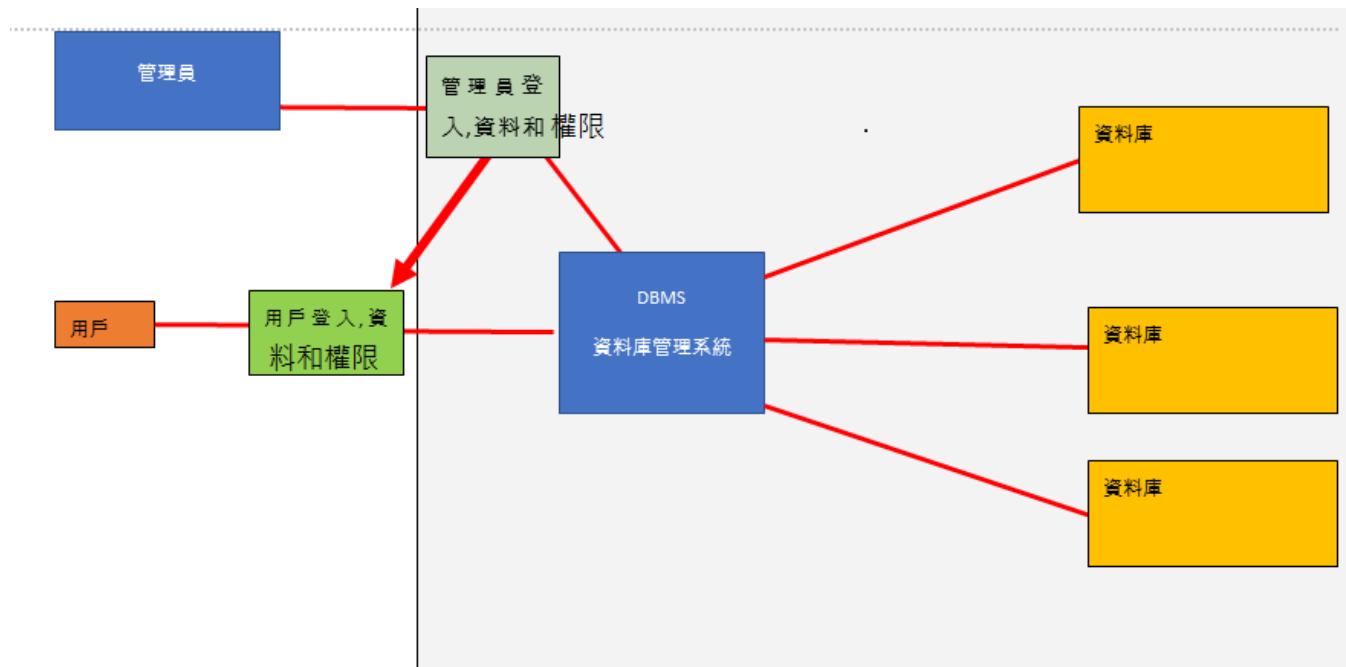 管理員
管理員登
入,資料和權限
資料庫
用戶
用戶登入,資
料和權限
DBMS
資料庫管理系統
資料庫
資料庫